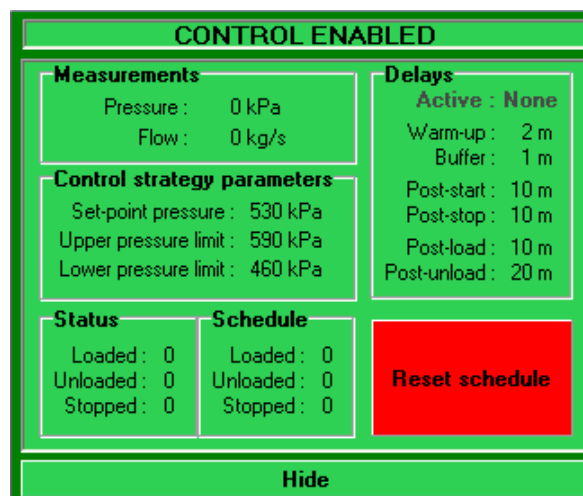 CONTROL ENABLED
Measurements
Pressure : 0 kPa
Flow : 0 kg/s
Control strategy parameters
Set-point pressure : 530 kPa
Upper pressure limit : 590 kPa
Lower pressure limit : 460 kPa
Status
Loaded : 0
Unloaded : 0
Stopped : 0
Schedule
Loaded : 0
Unloaded : 0
Stopped : 0
Delays
Active : None
Warm-up : 2 m
Buffer : 1 m
Post-start : 10 m
Post-stop : 10 m
Post-load : 10 m
Post-unload : 20 m
Reset schedule
Hide